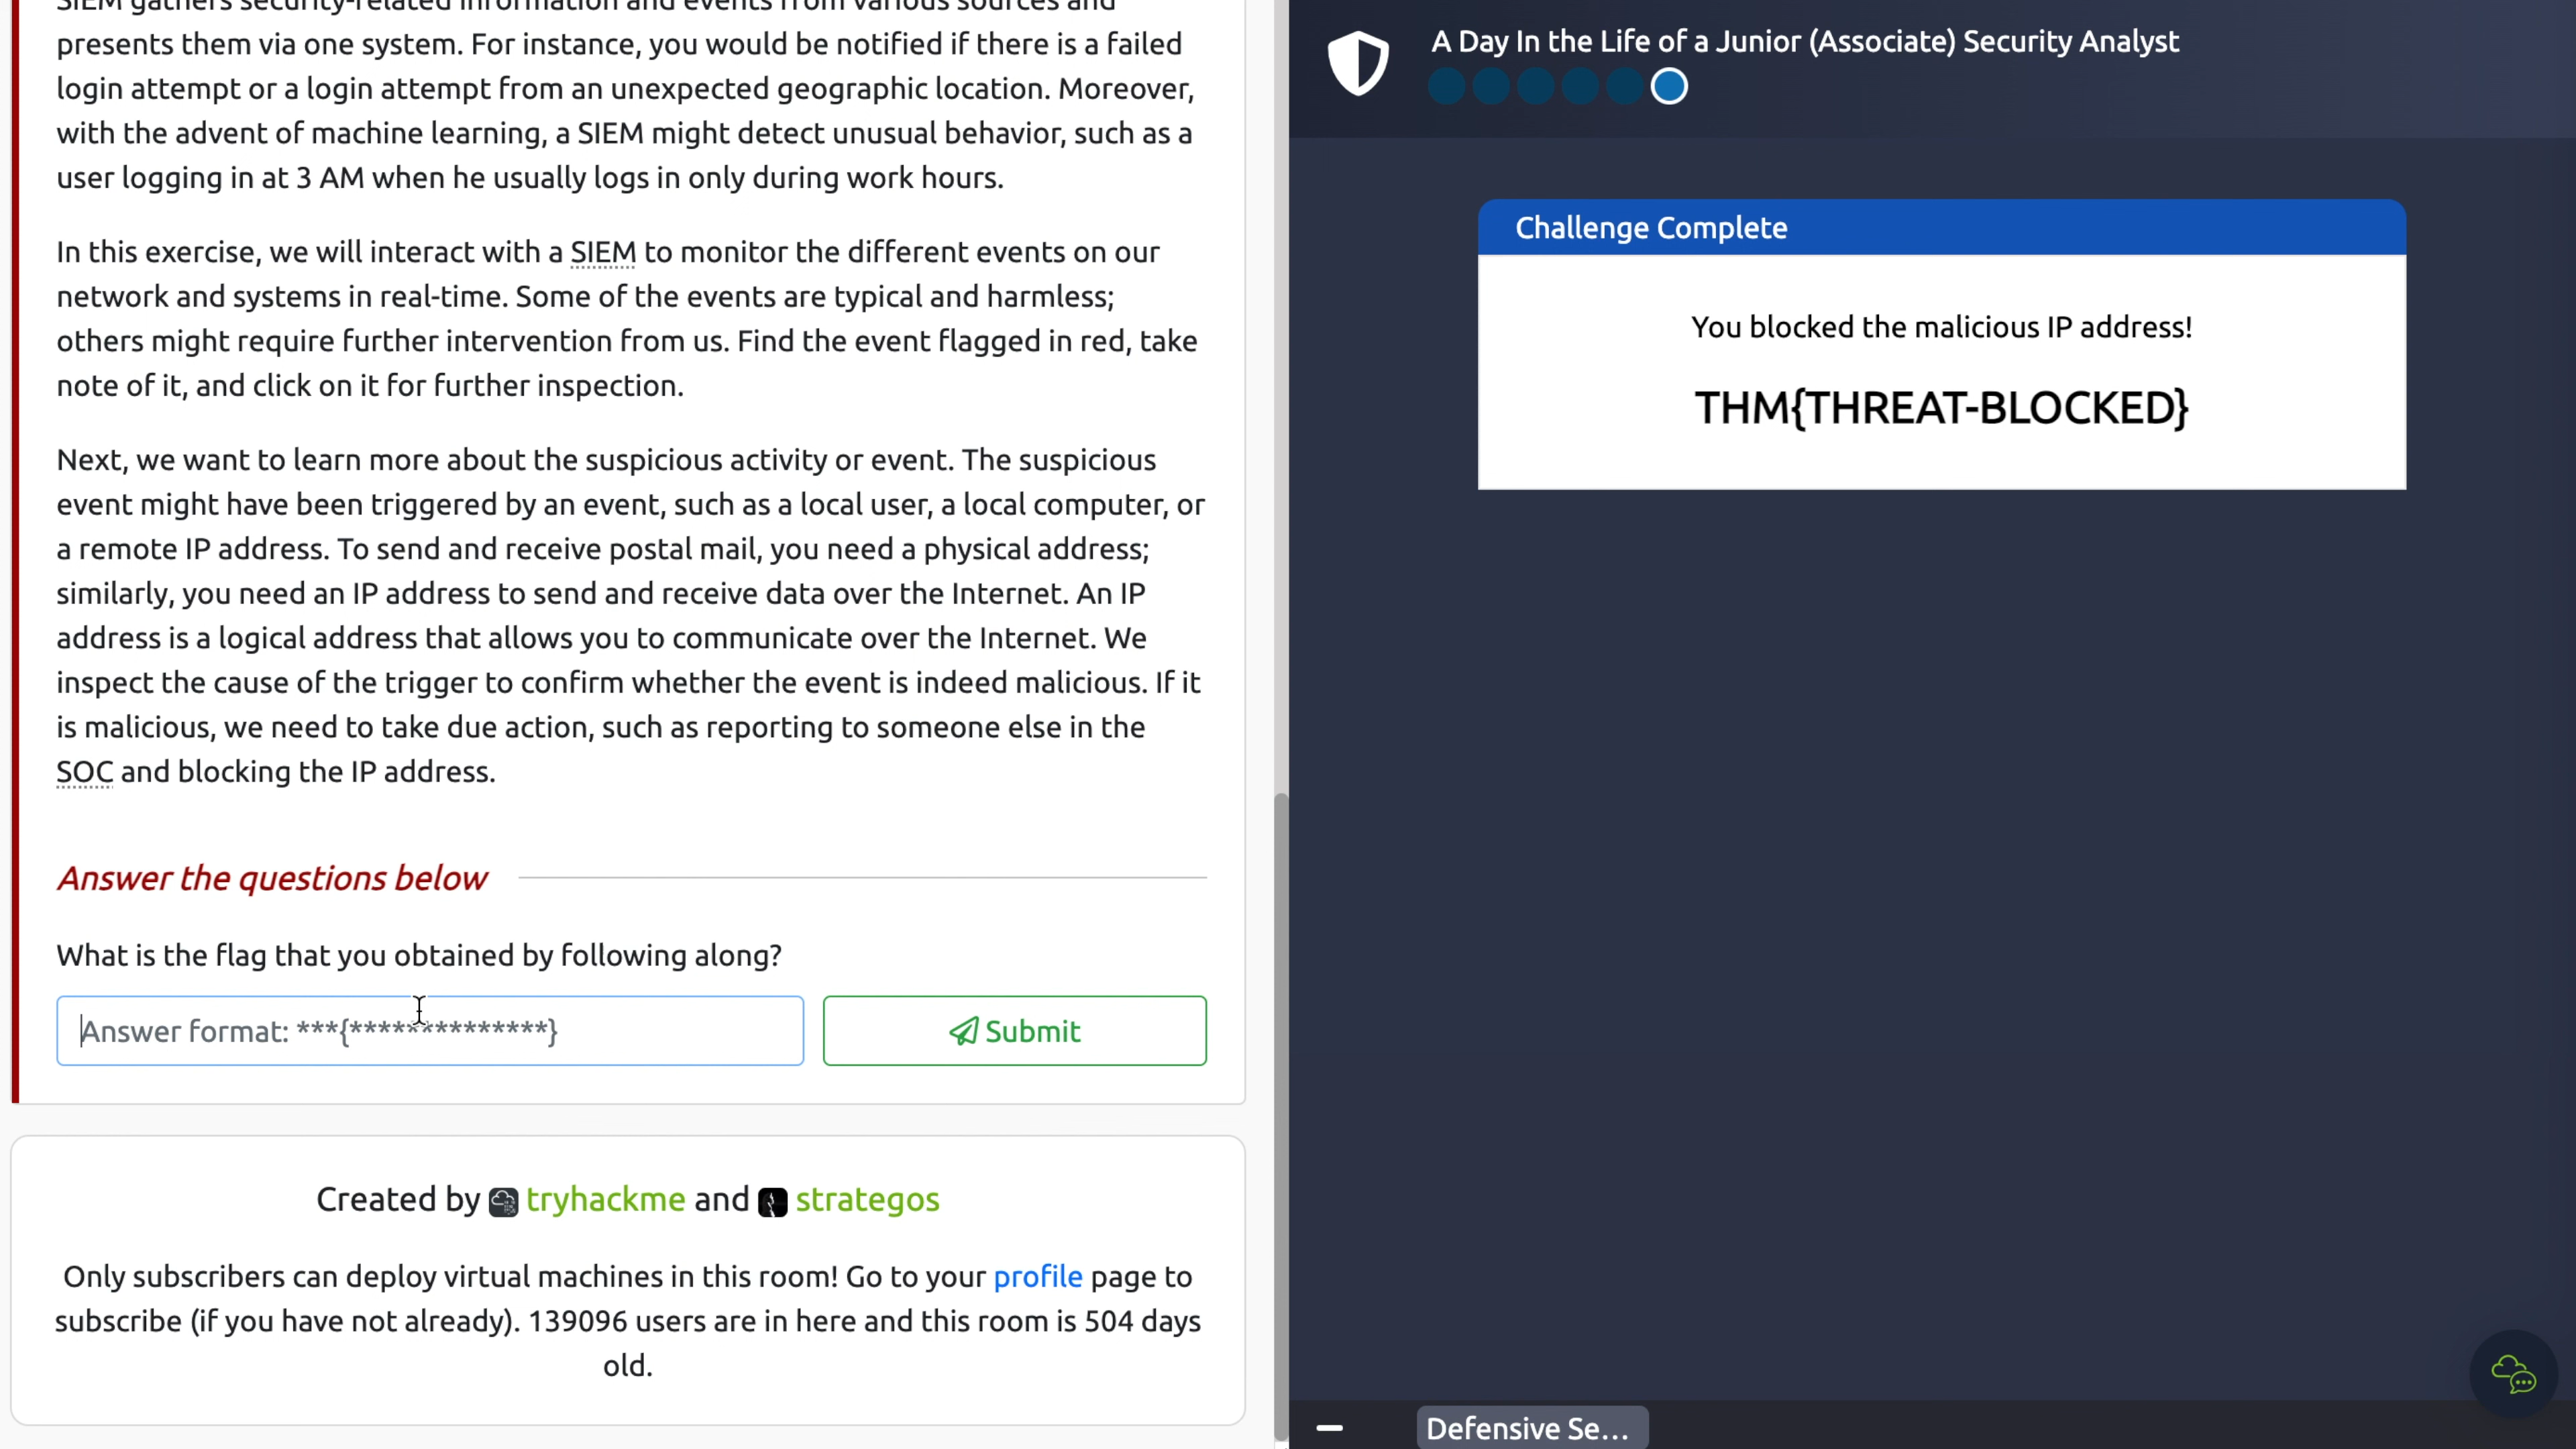 SIEM gathers security-related information and events from various sources and
presents them via one system. For instance, you would be notified if there is a failed
login attempt or a login attempt from an unexpected geographic location. Moreover,
with the advent of machine learning, a SIEM might detect unusual behavior, such as a
user logging in at 3 AM when he usually logs in only during work hours.
In this exercise, we will interact with a SIEM to monitor the different events on our
network and systems in real-time. Some of the events are typical and harmless;
others might require further intervention from us. Find the event flagged in red, take
note of it, and click on it for further inspection.
Next, we want to learn more about the suspicious activity or event. The suspicious
event might have been triggered by an event, such as a local user, a local computer, or
a remote IP address. To send and receive postal mail, you need a physical address;
similarly, you need an IP address to send and receive data over the Internet. An IP
address is a logical address that allows you to communicate over the Internet. We
inspect the cause of the trigger to confirm whether the event is indeed malicious. If it
is malicious, we need to take due action, such as reporting to someone else in the
SOC and blocking the IP address.
Answer the questions below
What is the flag that you obtained by following along?
Answer format: ***{**************}
Submit
Created by tryhackme and strategos
Only subscribers can deploy virtual machines in this room! Go to your profile page to
subscribe (if you have not already). 139096 users are in here and this room is 504 days
old.
A Day In the Life of a Junior (Associate) Security Analyst
Challenge Complete
You blocked the malicious IP address!
THM{THREAT-BLOCKED}
Defensive Se...